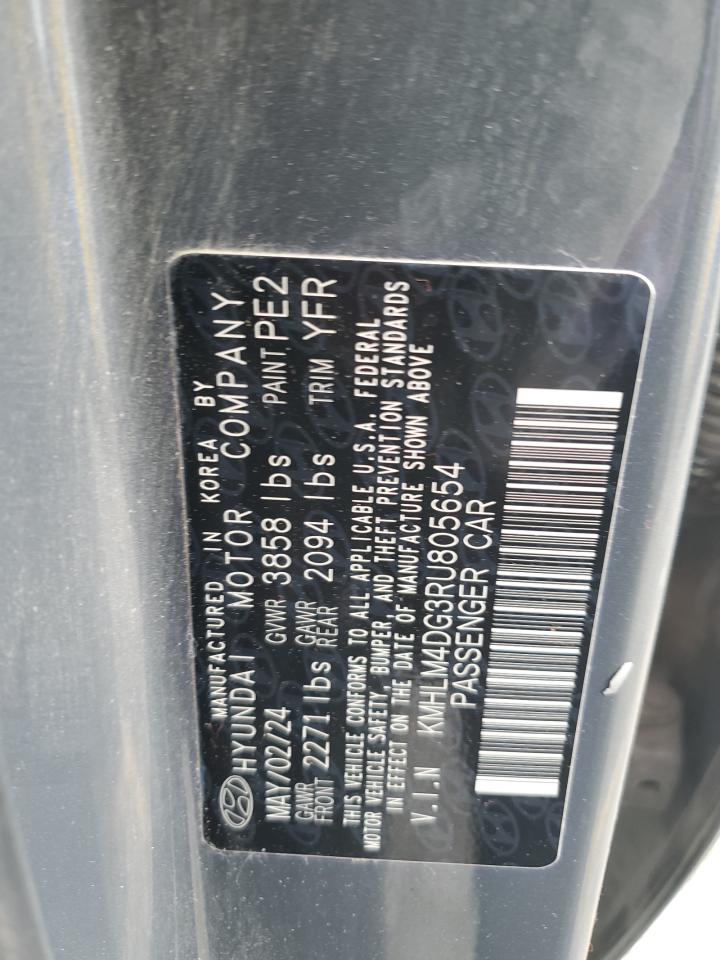 MANUFACTURED IN KOREA BY
HYUNDAI MOTOR COMPANY
MAY/02/24 GVWR 3858 lbs PAINT PE2
GAWR FRONT 2271 lbs GAWR REAR 2094 lbs TRIM YFR
THIS VEHICLE CONFORMS TO ALL APPLICABLE U.S.A. FEDERAL
MOTOR VEHICLE SAFETY, BUMPER, AND THEFT PREVENTION STANDARDS
IN EFFECT ON THE DATE OF MANUFACTURE SHOWN ABOVE
V.I.N KMHLM4DG3RU805654
PASSENGER CAR